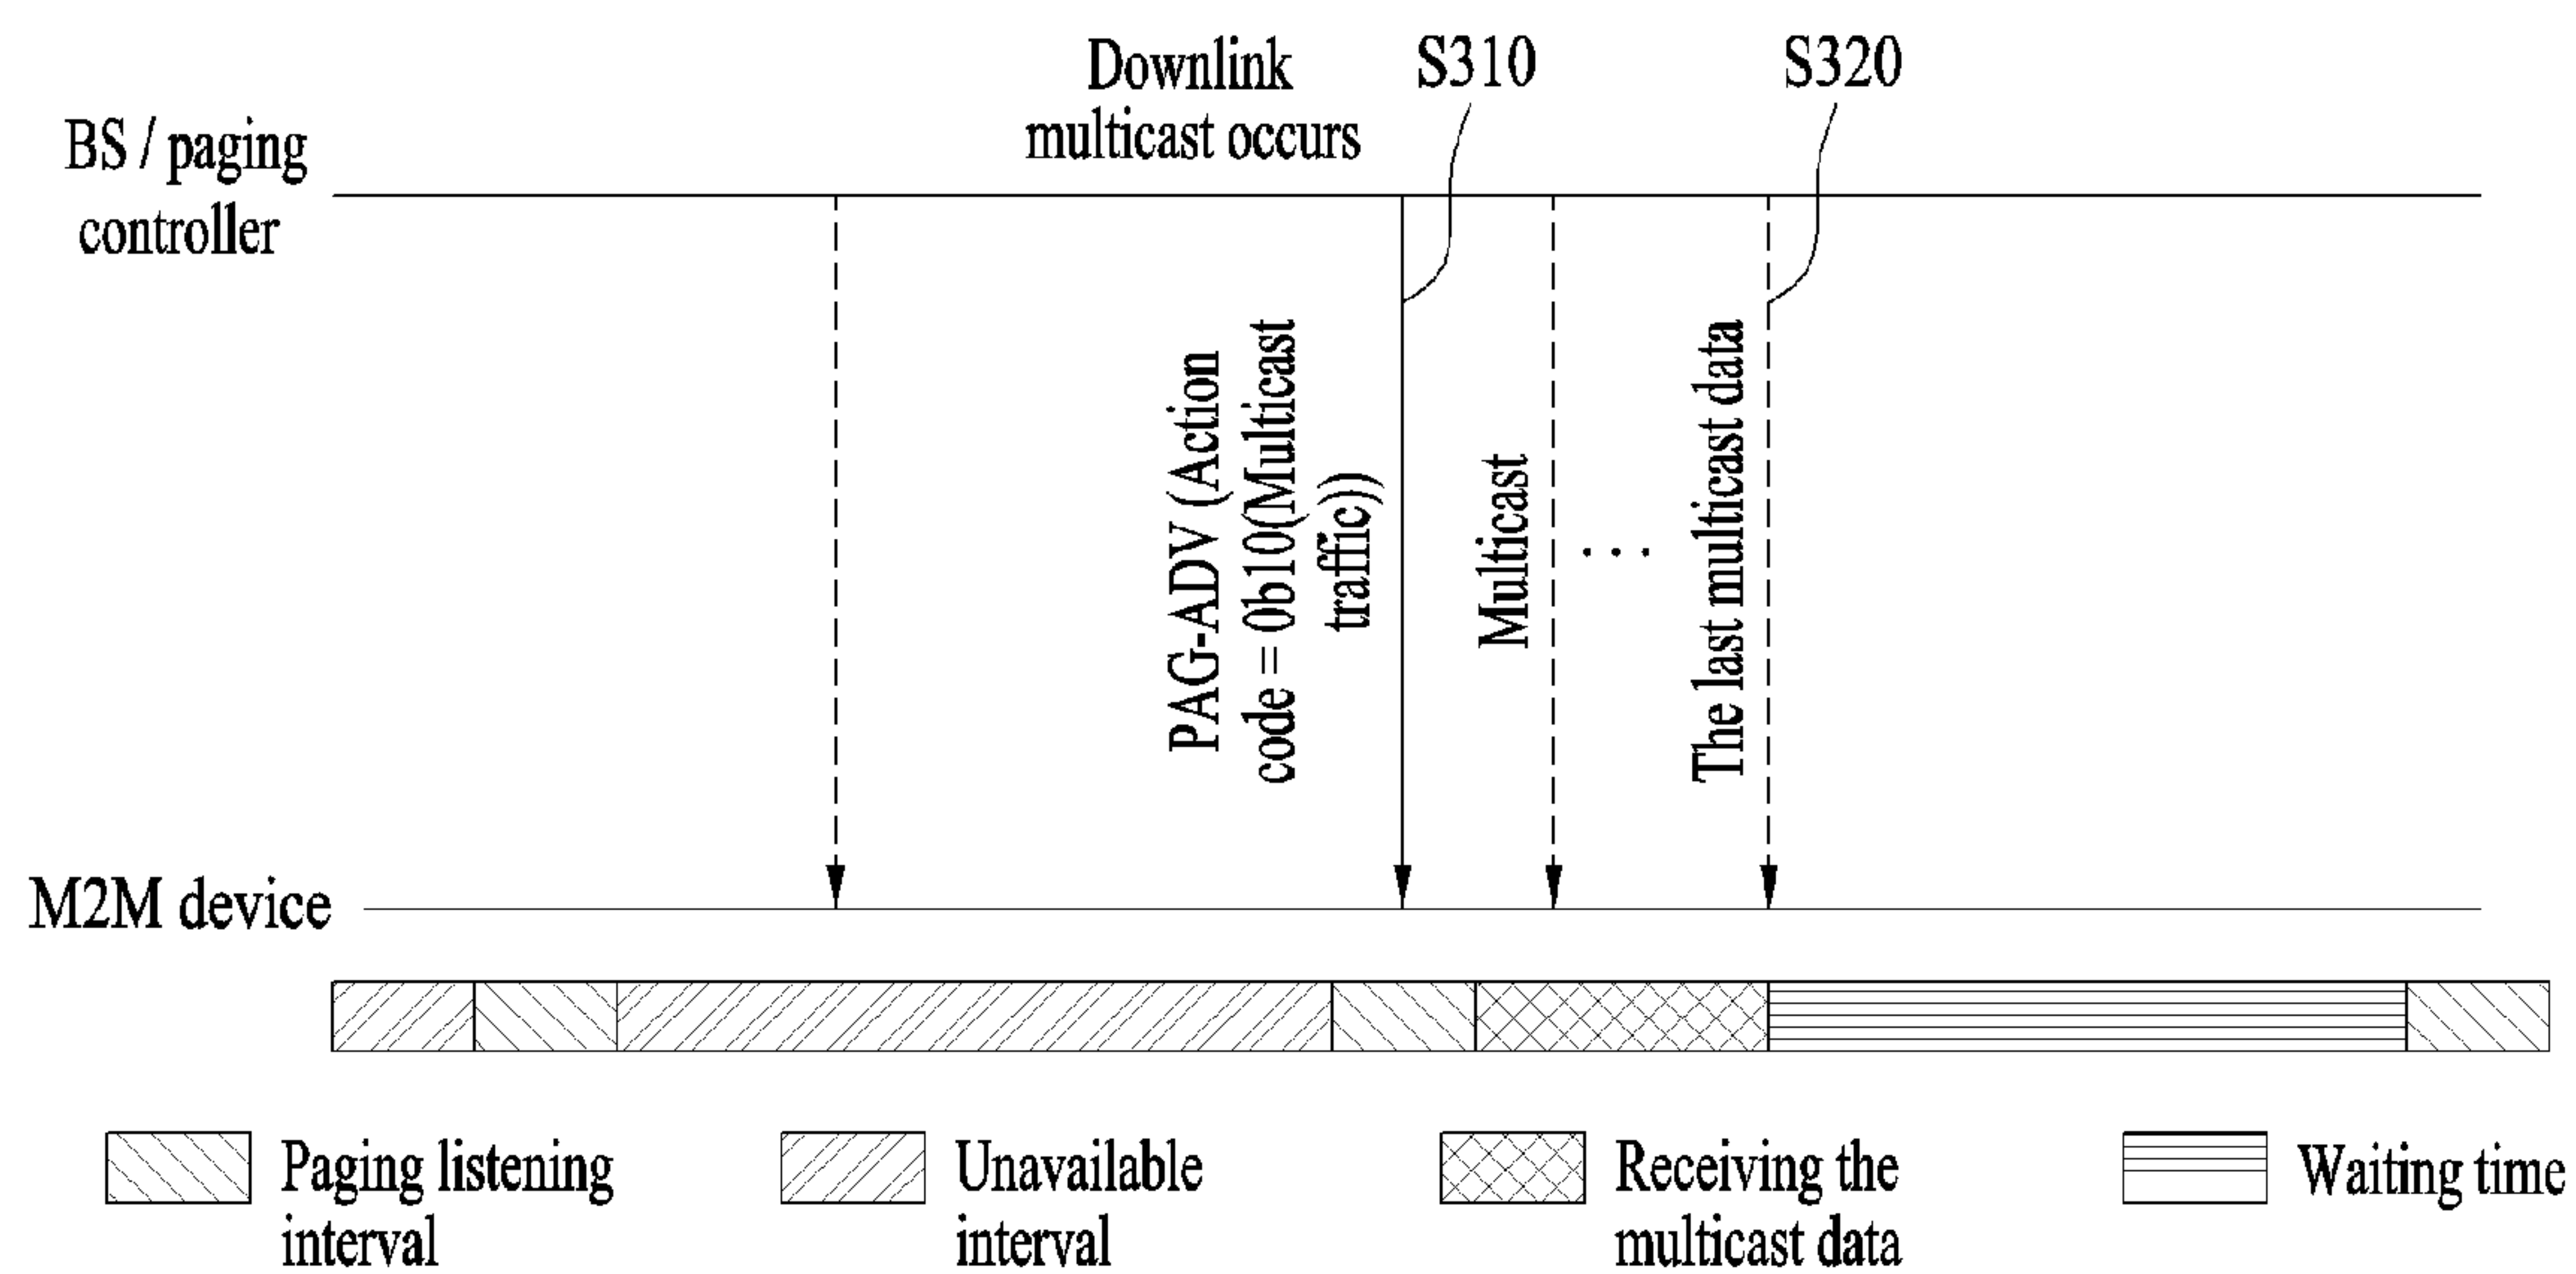 Downlink
multicast occurs
S310
S320
BS / paging
controller
PAG-ADV (Action
code = 0b10(Multicast
traffic))
Multicast
...
The last multicast data
M2M device
Paging listening
interval
Unavailable
interval
Receiving the
multicast data
Waiting time